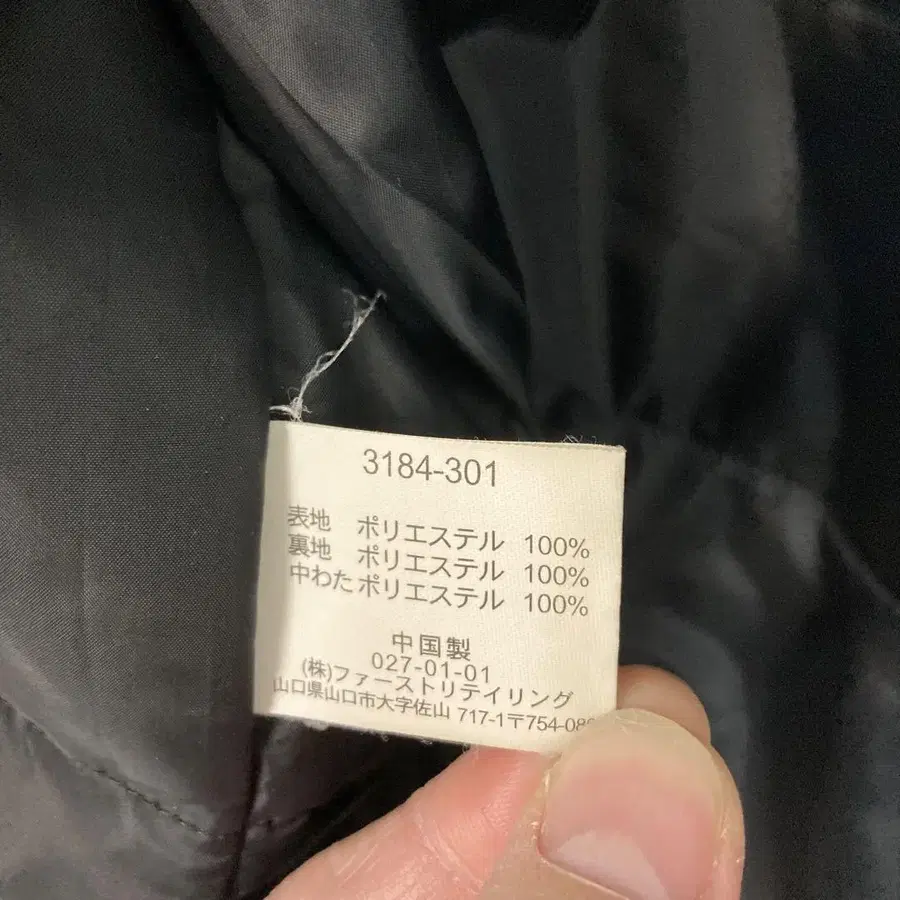 3184-301
表地 ポリエステル 100%
裏地 ポリエステル 100%
中わた ポリエステル 100%
中国製
027-01-01
(株)ファーストリテイリング
山口県山口市大字佐山 717-1〒754-08